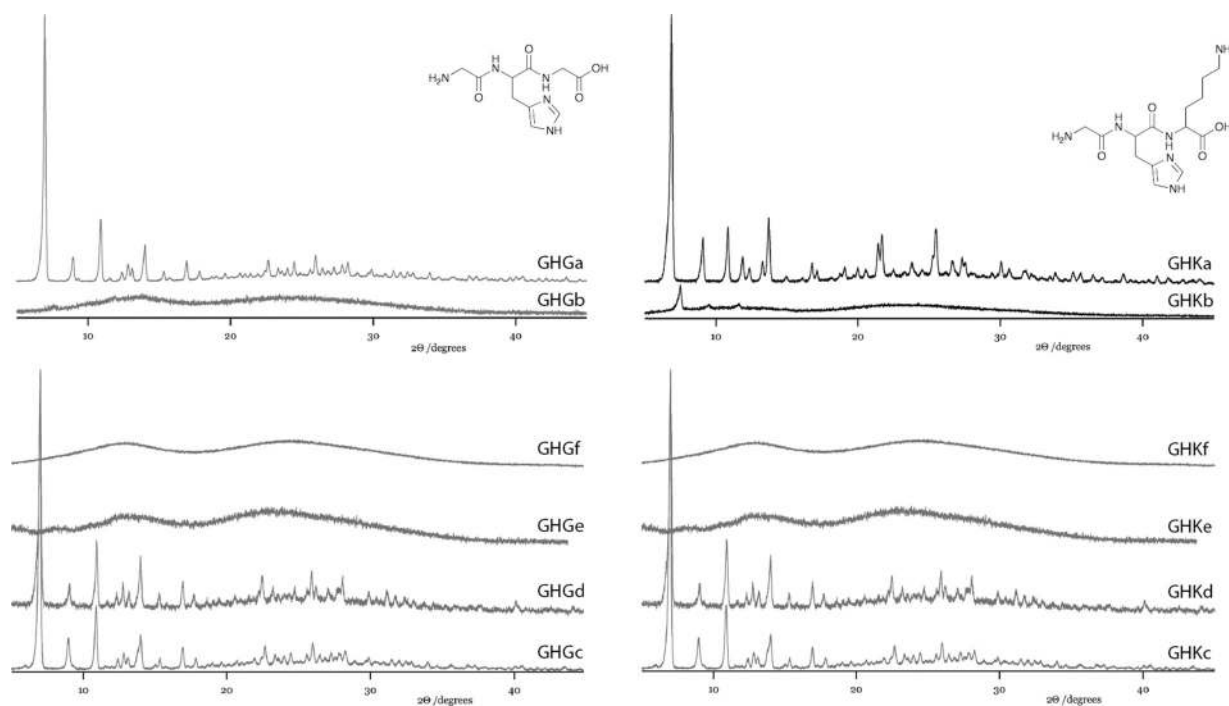 H₂N
H
N
O
O
N
H
O
OH
N
NH
GHGa
GHGb
10 20 30 40
2Θ /degrees
NH
H₂N
H
N
O
O
N
H
O
OH
N
NH
GHKa
GHKb
10 20 30 40
2Θ /degrees
GHGf
GHGe
GHGd
GHGc
10 20 30 40
2Θ /degrees
GHKf
GHKe
GHKd
GHKc
10 20 30 40
2Θ /degrees